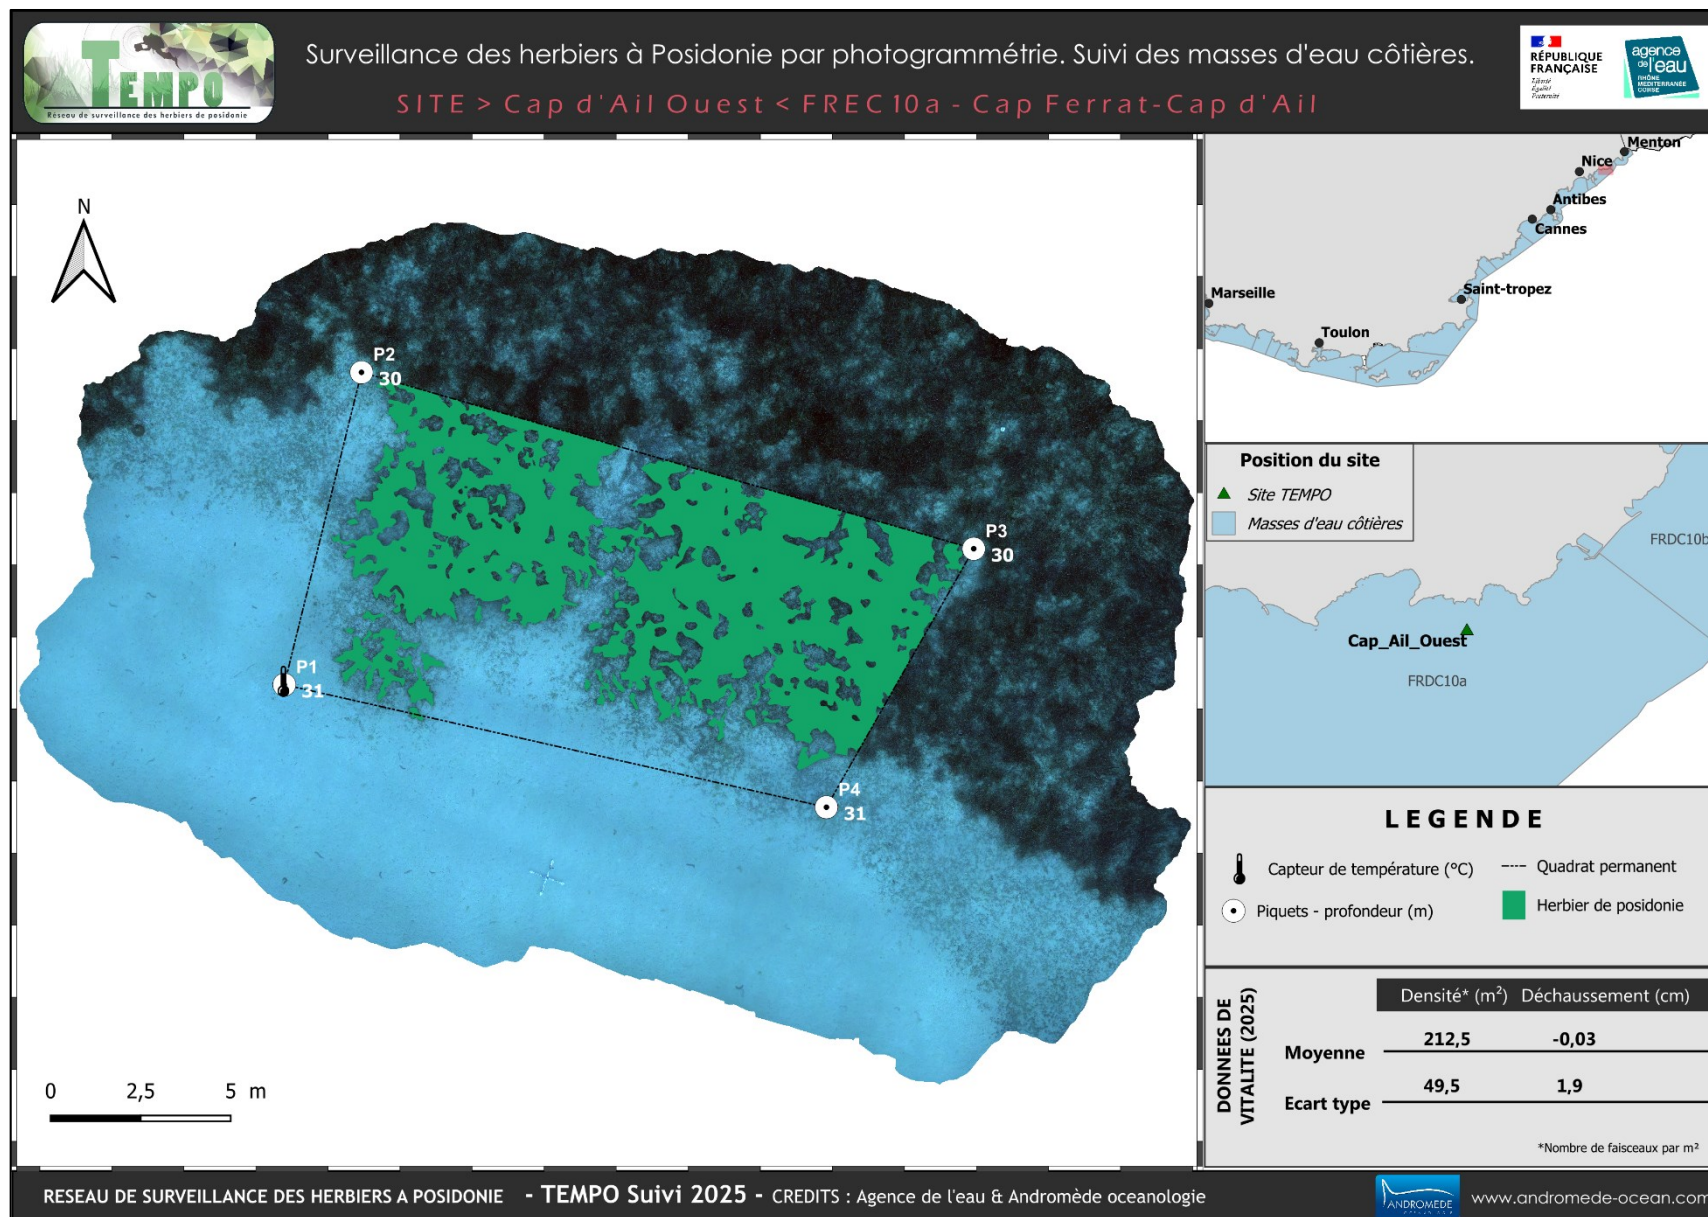 TEMPO
Réseau de surveillance des herbiers de posidonie
Surveillance des herbiers à Posidonie par photogrammétrie. Suivi des masses d'eau côtières.
SITE > Cap d'Ail Ouest < FREC10a - Cap Ferrat-Cap d'Ail
RÉPUBLIQUE
FRANÇAISE
Liberté
Égalité
Fraternité
agence
de l'eau
RHÔNE
MÉDITERRANÉE
CORSE
N
P2
30
P3
30
P1
31
P4
31
0 2,5 5 m
Menton
Nice
Antibes
Cannes
Saint-tropez
Marseille
Toulon
Position du site
Site TEMPO
Masses d'eau côtières
FRDC10b
Cap_Ail_Ouest
FRDC10a
LEGENDE
Capteur de température (°C)
Quadrat permanent
Piquets - profondeur (m)
Herbier de posidonie
DONNEES DE
VITALITE (2025)
Densité* (m²) Déchaussement (cm)
Moyenne 212,5 -0,03
Ecart type 49,5 1,9
*Nombre de faisceaux par m²
RESEAU DE SURVEILLANCE DES HERBIERS A POSIDONIE - TEMPO Suivi 2025 - CREDITS : Agence de l'eau & Andromède oceanologie
ANDROMEDE
www.andromede-ocean.com